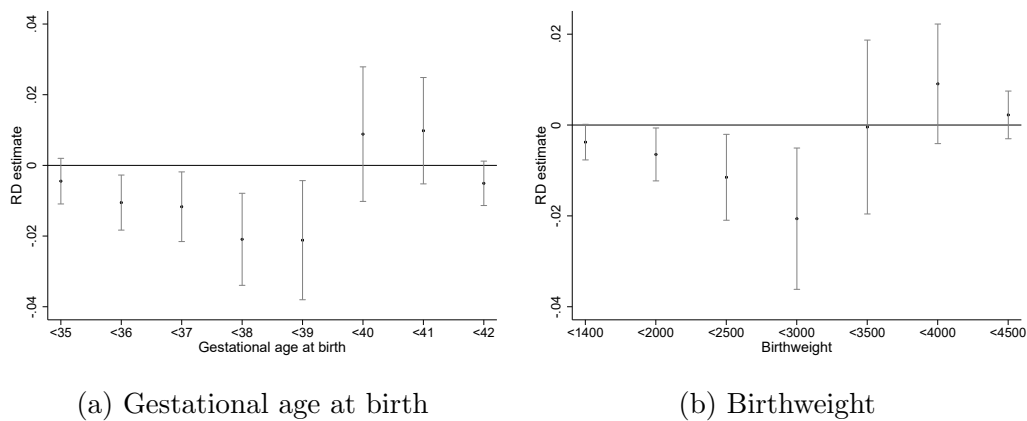 .04
.02
0
-.02
-.04
RD estimate
<35 <36 <37 <38 <39 <40 <41 <42
Gestational age at birth
(a) Gestational age at birth
.02
0
-.02
-.04
RD estimate
<1400 <2000 <2500 <3000 <3500 <4000 <4500
Birthweight
(b) Birthweight